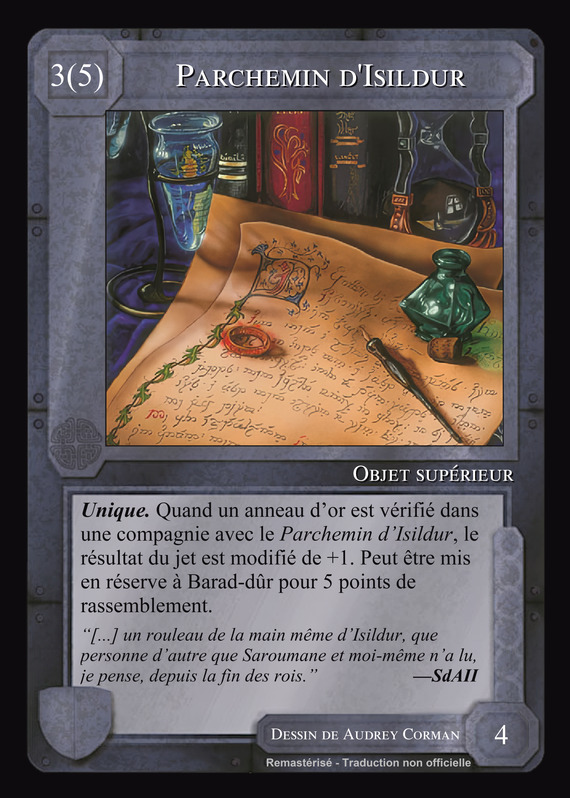 3(5)
PARCHEMIN D'ISILDUR
OBJET SUPÉRIEUR
Unique. Quand un anneau d’or est vérifié dans
une compagnie avec le Parchemin d’Isildur, le
résultat du jet est modifié de +1. Peut être mis
en réserve à Barad-dûr pour 5 points de
rassemblement.
“[...] un rouleau de la main même d’Isildur, que
personne d’autre que Saroumane et moi-même n’a lu,
je pense, depuis la fin des rois.” —SdAII
DESSIN DE AUDREY CORMAN
4
Remastérisé - Traduction non officielle